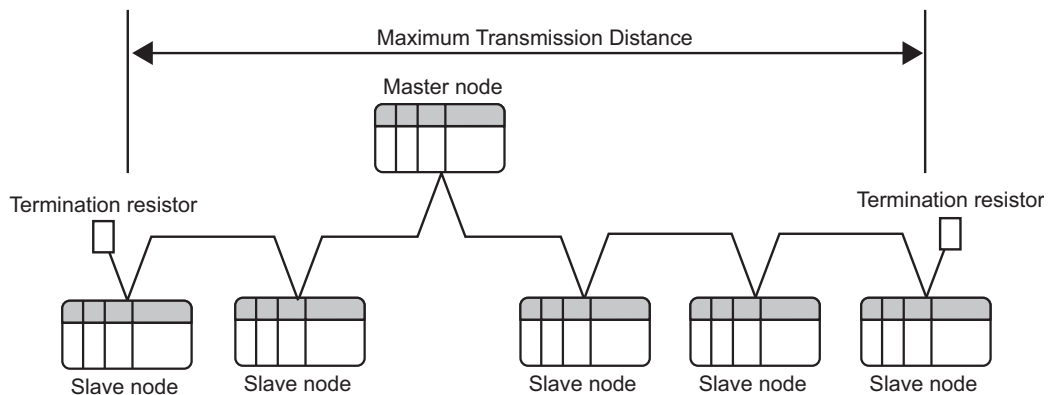 Maximum Transmission Distance
Master node
Termination resistor
Termination resistor
Slave node
Slave node
Slave node
Slave node
Slave node